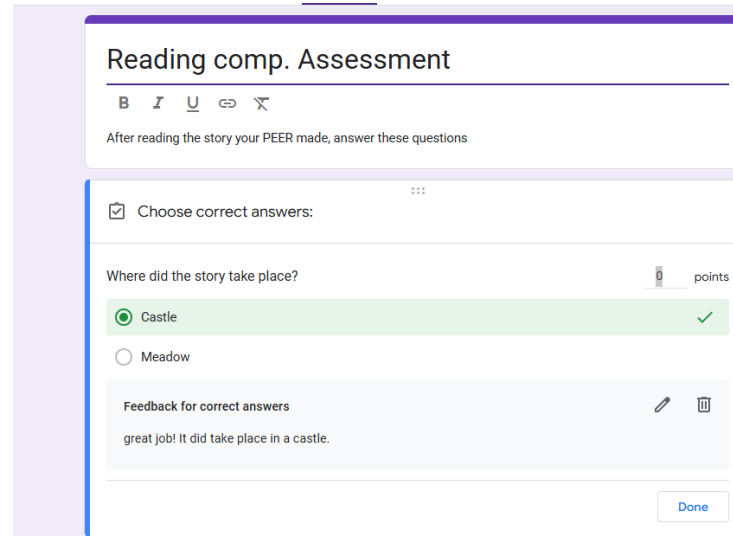 Reading comp. Assessment
B I U
After reading the story your PEER made, answer these questions
Choose correct answers:
Where did the story take place? 0 points
Castle
Meadow
Feedback for correct answers
great job! It did take place in a castle.
Done